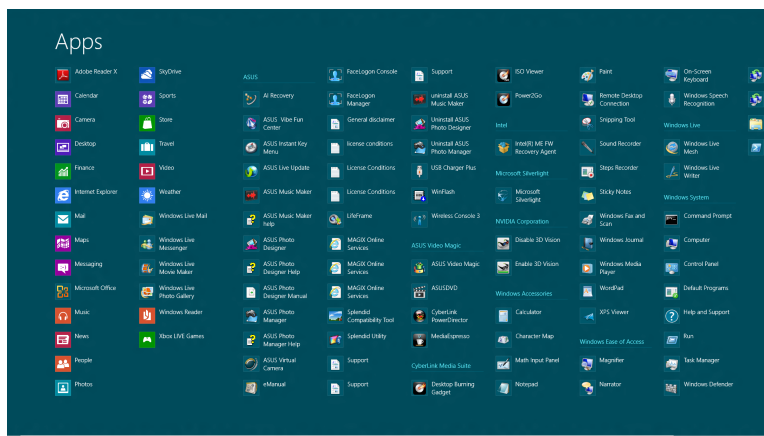 Apps
Adobe Reader X
Calendar
Camera
Desktop
Finance
Internet Explorer
Mail
Maps
Messaging
Microsoft Office
Music
News
People
Photos
SkyDrive
Sports
Store
Travel
Video
Weather
Windows Live Mail
Windows Live
Messenger
Windows Live
Movie Maker
Windows Live
Photo Gallery
Windows Reader
Xbox LIVE Games
ASUS
AI Recovery
ASUS Vibe Fun
Center
ASUS Instant Key
Menu
ASUS Live Update
ASUS Music Maker
ASUS Music Maker
help
ASUS Photo
Designer
ASUS Photo
Designer Help
ASUS Photo
Designer Manual
ASUS Photo
Manager
ASUS Photo
Manager Help
ASUS Virtual
Camera
eManual
FaceLogon Console
FaceLogon
Manager
General disclaimer
license conditions
License Conditions
License Conditions
LifeFrame
MAGIX Online
Services
MAGIX Online
Services
MAGIX Online
Services
Splendid
Compatibility Tool
Splendid Utility
Support
Support
Support
uninstall ASUS
Music Maker
Uninstall ASUS
Photo Designer
Uninstall ASUS
Photo Manager
USB Charger Plus
WinFlash
Wireless Console 3
ASUS Video Magic
ASUS Video Magic
ASUSDVD
CyberLink
PowerDirector
MediaEspresso
CyberLink Media Suite
Desktop Burning
Gadget
ISO Viewer
Power2Go
Intel
Intel(R) ME FW
Recovery Agent
Microsoft Silverlight
Microsoft
Silverlight
NVIDIA Corporation
Disable 3D Vision
Enable 3D Vision
Windows Accessories
Calculator
Character Map
Math Input Panel
Notepad
Paint
Remote Desktop
Connection
Snipping Tool
Sound Recorder
Steps Recorder
Sticky Notes
Windows Fax and
Scan
Windows Journal
Windows Media
Player
WordPad
XPS Viewer
Windows Ease of Access
Magnifier
Narrator
On-Screen
Keyboard
Windows Speech
Recognition
Windows Live
Windows Live
Mesh
Windows Live
Writer
Windows System
Command Prompt
Computer
Control Panel
Default Programs
Help and Support
Run
Task Manager
Windows Defender